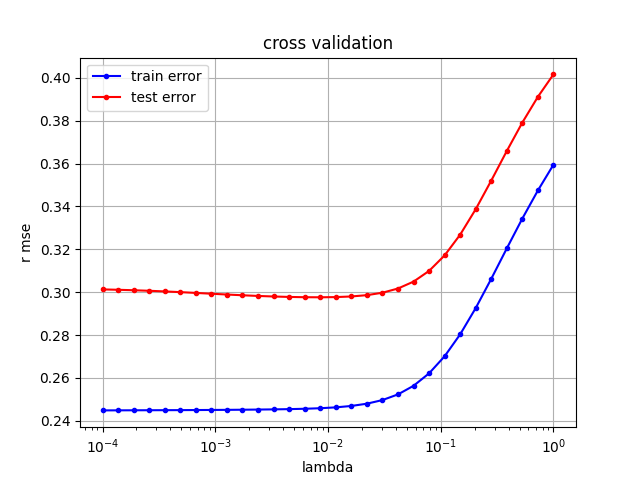 cross validation
train error
test error
0.40
0.38
0.36
0.34
0.32
0.30
0.28
0.26
0.24
r mse
10⁻⁴
10⁻³
10⁻²
10⁻¹
10⁰
lambda